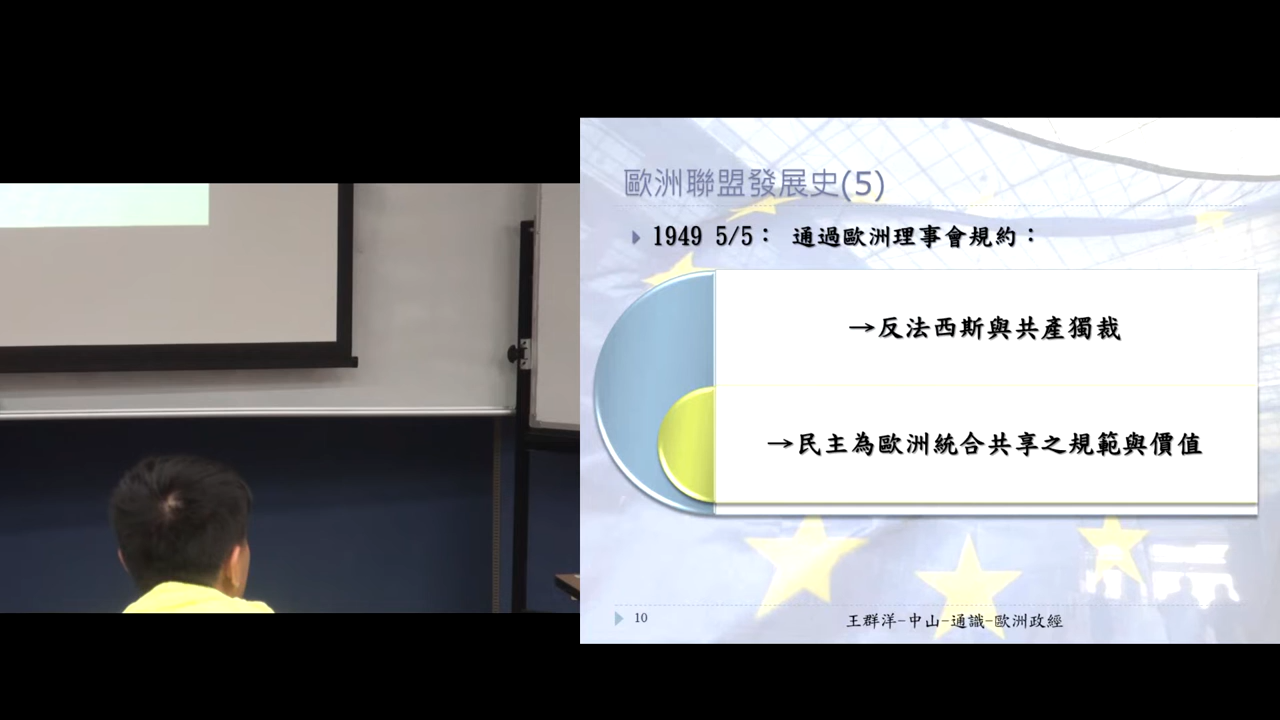 歐洲聯盟發展史(5)
1949 5/5： 通過歐洲理事會規約：
→反法西斯與共產獨裁
→民主為歐洲統合共享之規範與價值
10
王群洋-中山-通識-歐洲政經